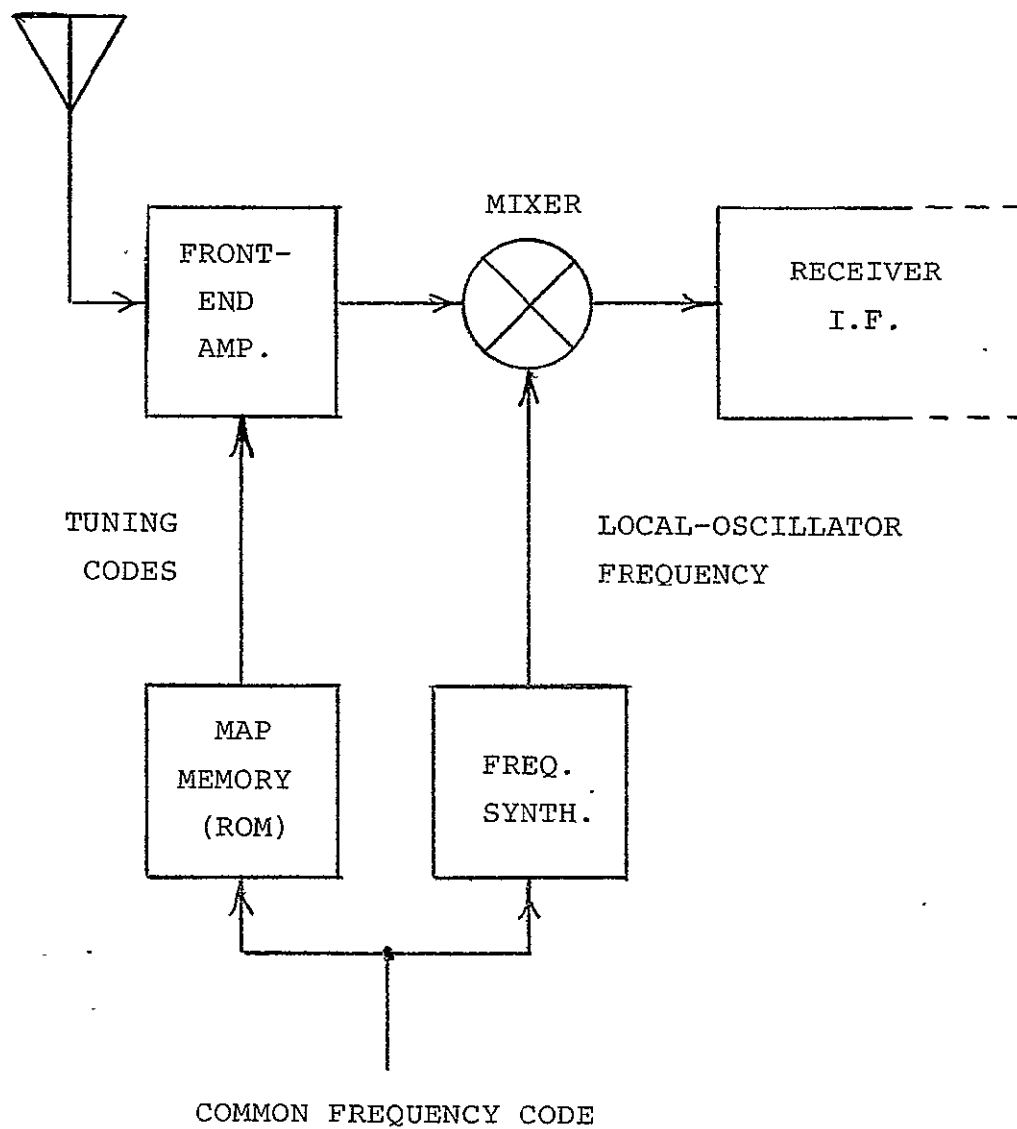 MIXER
FRONT-
END
AMP.
RECEIVER
I.F.
TUNING
CODES
LOCAL-OSCILLATOR
FREQUENCY
MAP
MEMORY
(ROM)
FREQ.
SYNTH.
COMMON FREQUENCY CODE